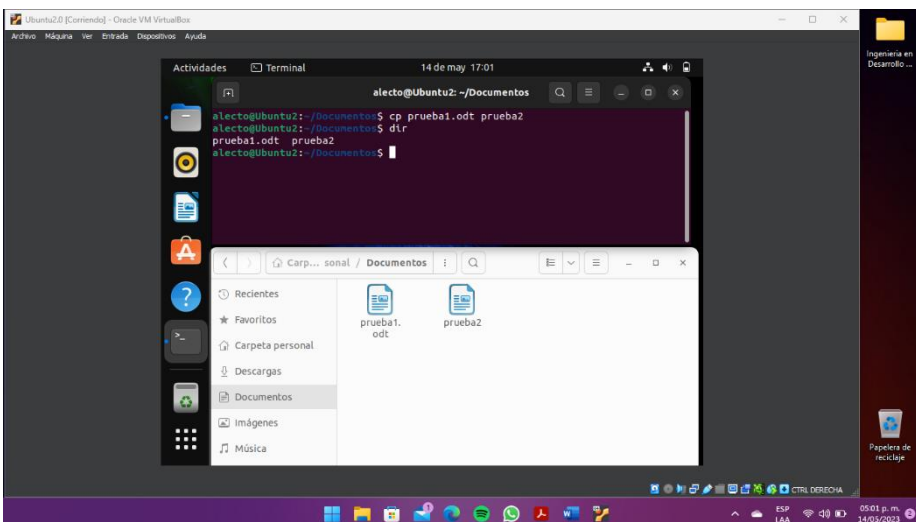 Ubuntu2.0 [Corriendo] - Oracle VM VirtualBox
Archivo Máquina Ver Entrada Dispositivos Ayuda
Ingeniería en
Desarrollo ...
Actividades Terminal 14 de may 17:01
alecto@Ubuntu2: ~/Documentos
alecto@Ubuntu2:~/Documentos$ cp prueba1.odt prueba2
alecto@Ubuntu2:~/Documentos$ dir
prueba1.odt prueba2
alecto@Ubuntu2:~/Documentos$
Carp... sonal / Documentos
Recientes
Favoritos
Carpeta personal
Descargas
Documentos
Imágenes
Música
prueba1.
odt
prueba2
Papelera de
reciclaje
CTRL DERECHA
ESP
LAA
05:01 p. m.
14/05/2023
2